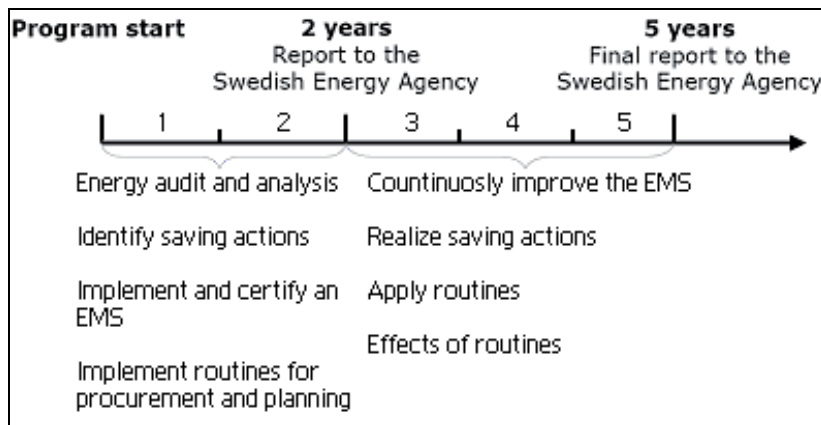 Program start 2 years 5 years
Report to the Final report to the
Swedish Energy Agency Swedish Energy Agency
1 2 3 4 5
Energy audit and analysis
Identify saving actions
Implement and certify an
EMS
Implement routines for
procurement and planning
Countinuosly improve the EMS
Realize saving actions
Apply routines
Effects of routines